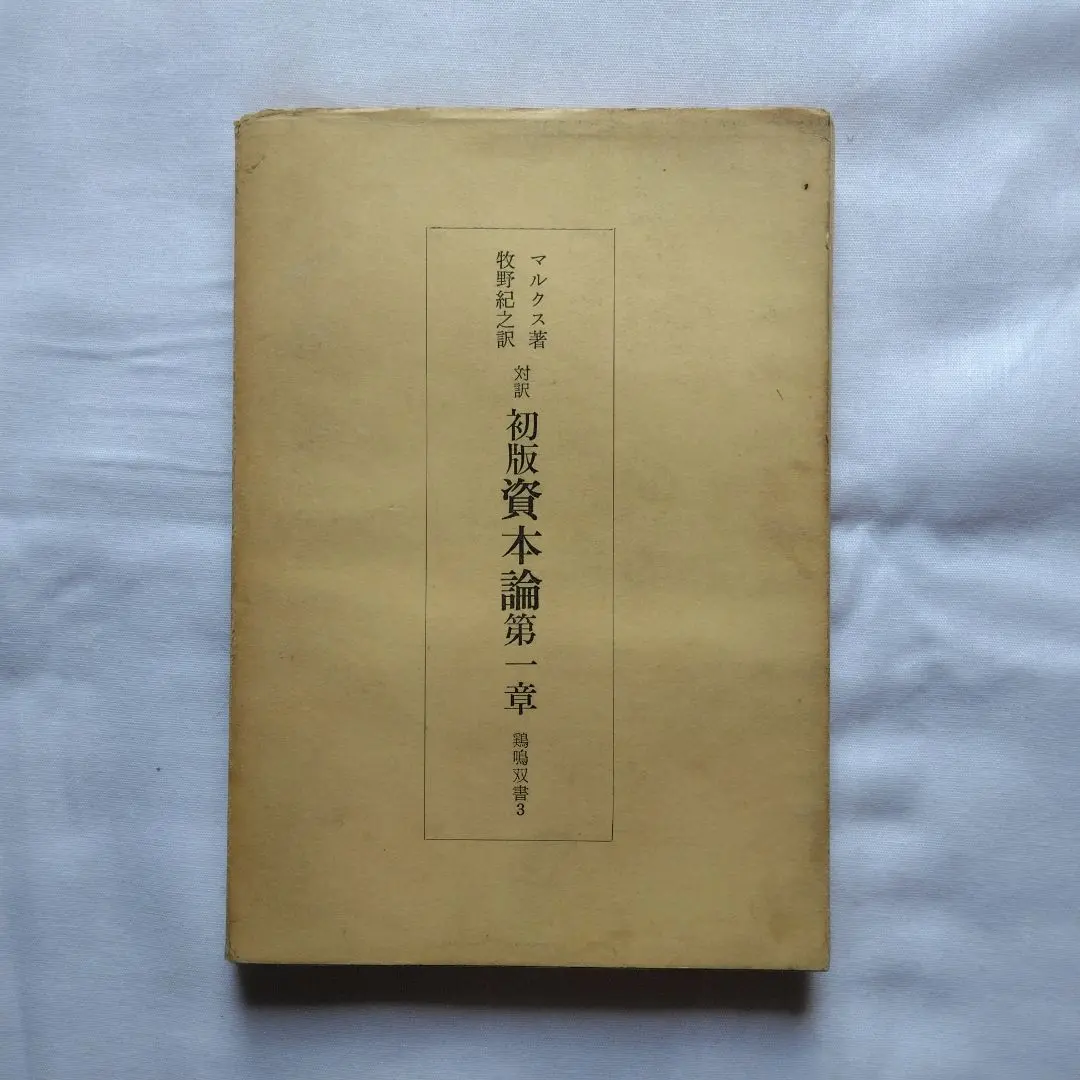 マルクス著
牧野紀之訳
対訳
初版資本論第一章
鶏鳴双書3